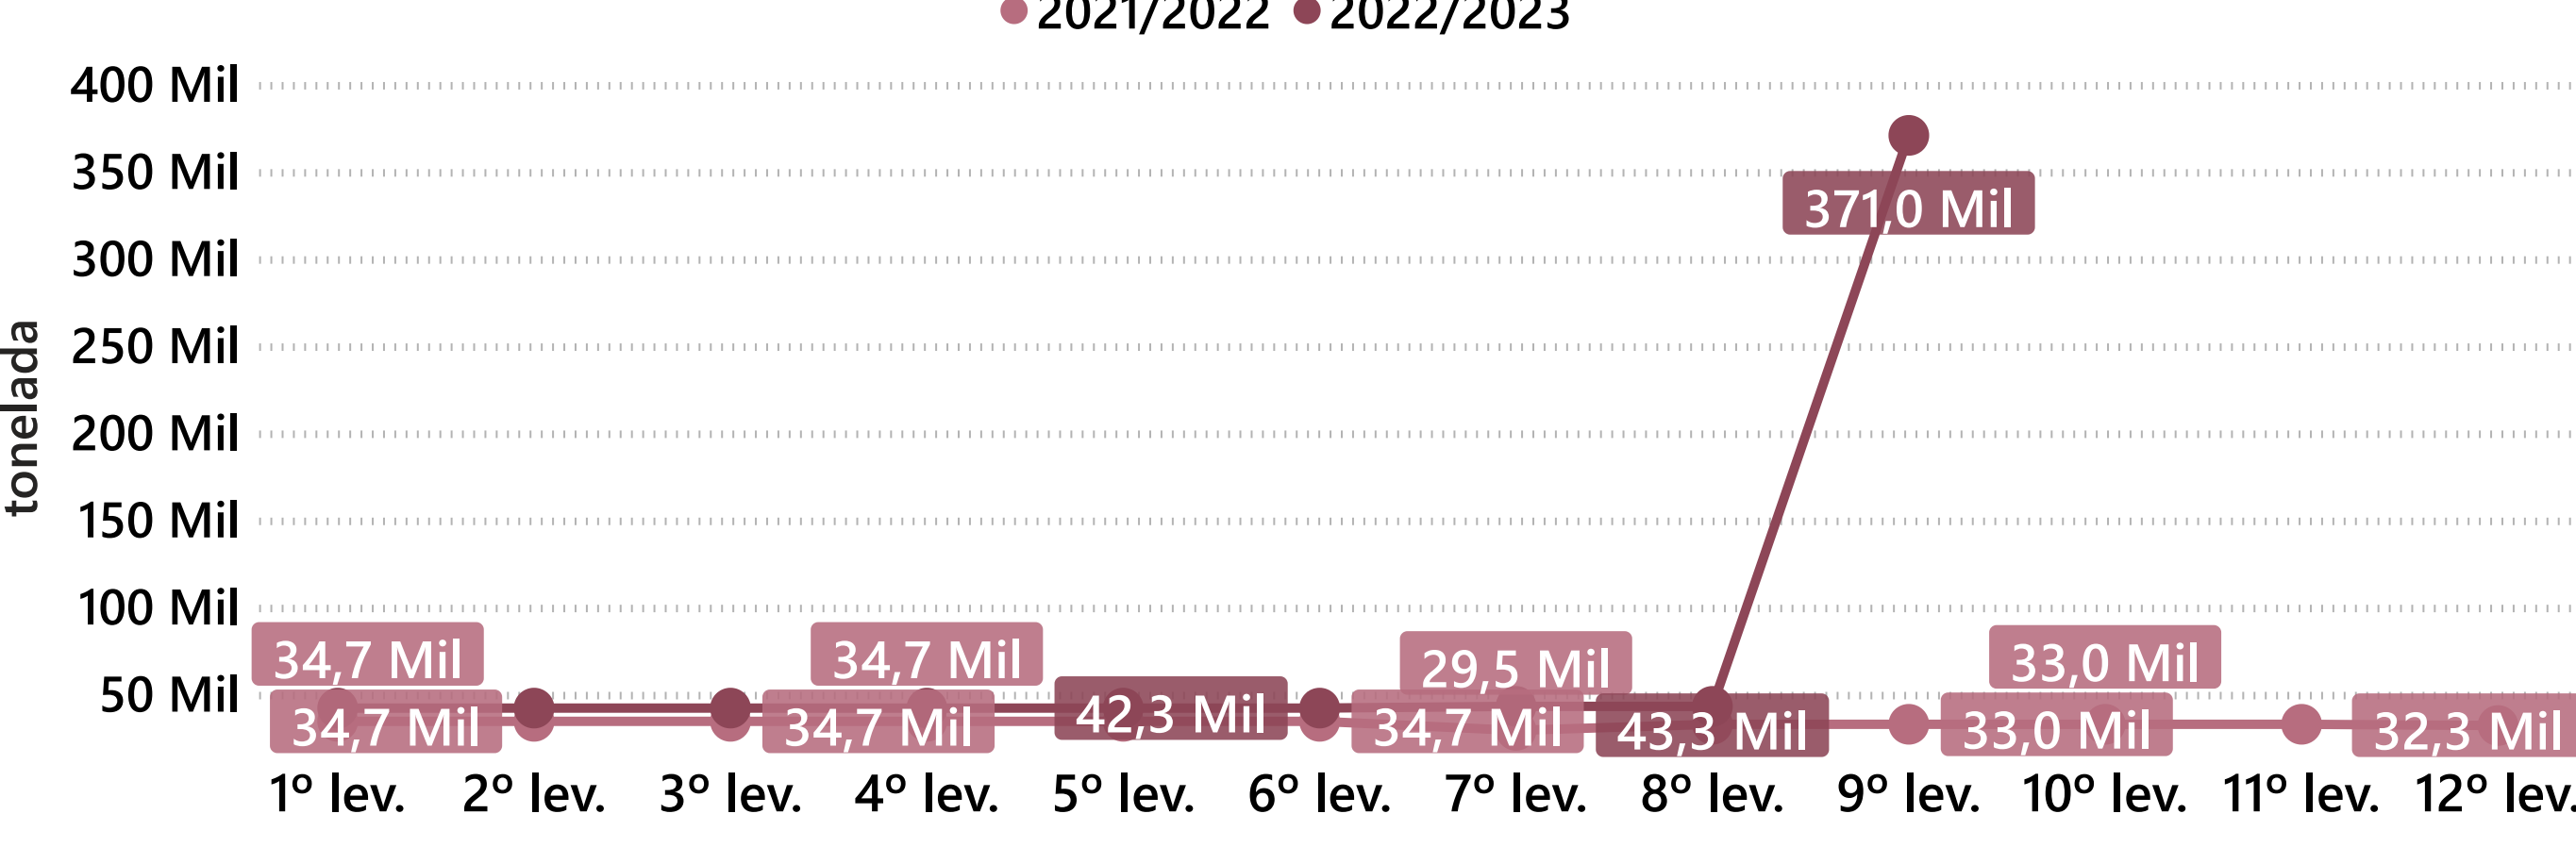 2021/2022 2022/2023
400 Mil
350 Mil
371,0 Mil
300 Mil
250 Mil
200 Mil
150 Mil
100 Mil
50 Mil
tonelada
34,7 Mil 34,7 Mil 29,5 Mil 33,0 Mil
34,7 Mil 34,7 Mil 42,3 Mil 34,7 Mil 43,3 Mil 33,0 Mil 32,3 Mil
1º lev. 2º lev. 3º lev. 4º lev. 5º lev. 6º lev. 7º lev. 8º lev. 9º lev. 10º lev. 11º lev. 12º lev.